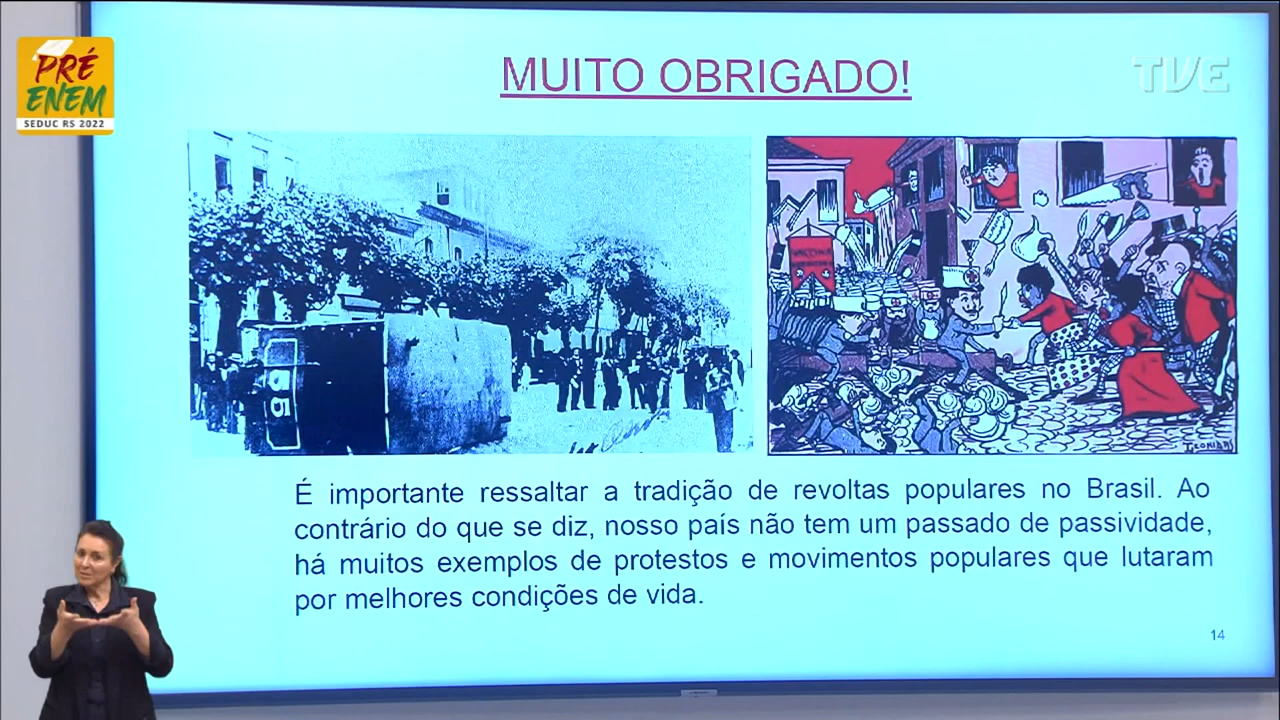 PRÉ
ENEM
SEDUC RS 2022
MUITO OBRIGADO!
TVE
55
LEONIDAS
É importante ressaltar a tradição de revoltas populares no Brasil. Ao
contrário do que se diz, nosso país não tem um passado de passividade,
há muitos exemplos de protestos e movimentos populares que lutaram
por melhores condições de vida.
14